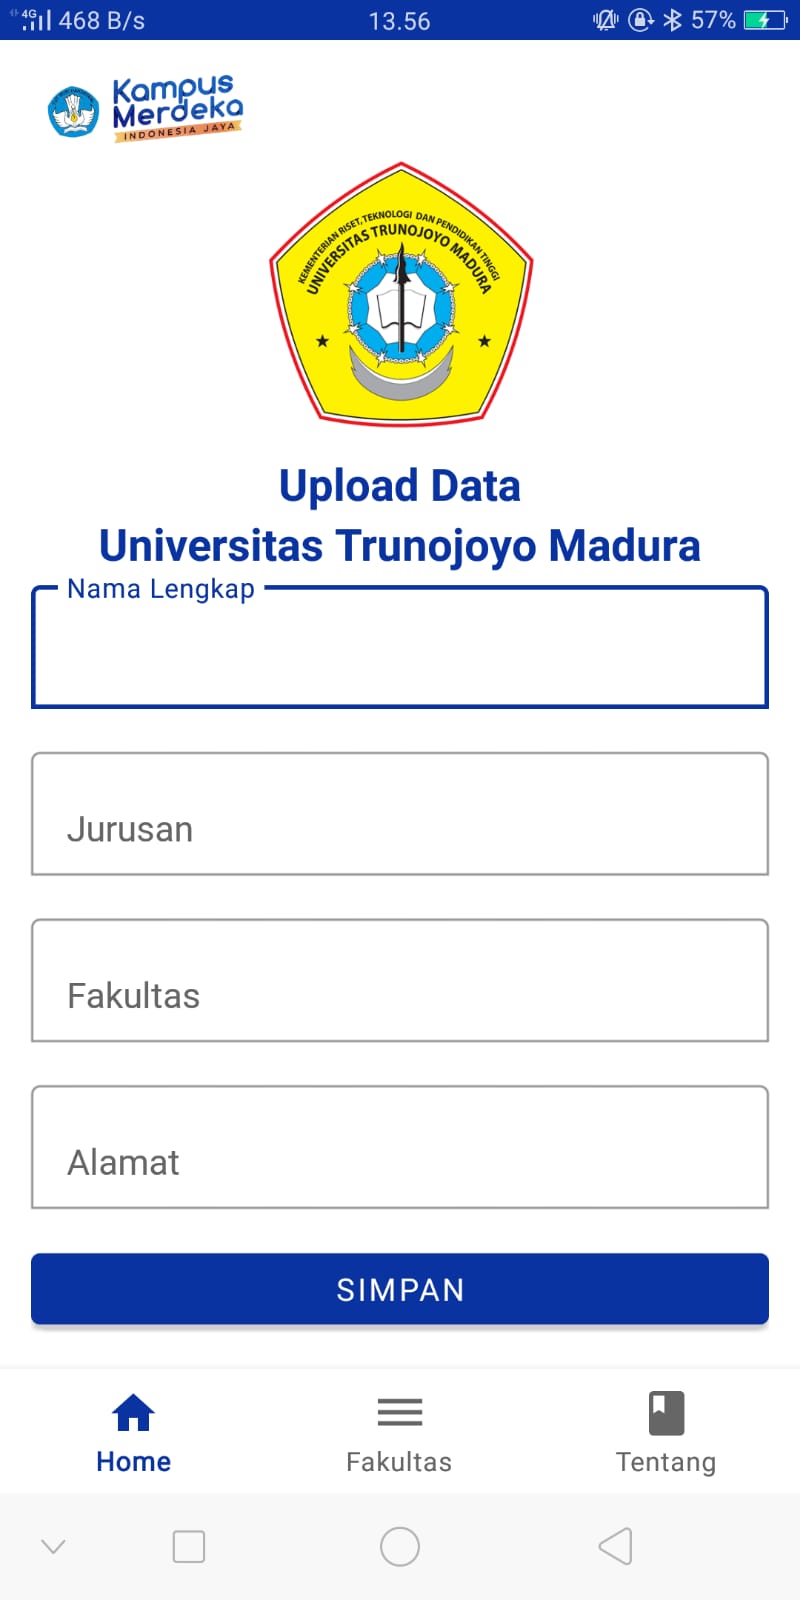 4G 468 B/s 13.56 57%
Kampus
Merdeka
INDONESIA JAYA
KEMENTERIAN RISET, TEKNOLOGI DAN PENDIDIKAN TINGGI
UNIVERSITAS TRUNOJOYO MADURA
Upload Data
Universitas Trunojoyo Madura
Nama Lengkap
Jurusan
Fakultas
Alamat
SIMPAN
Home Fakultas Tentang